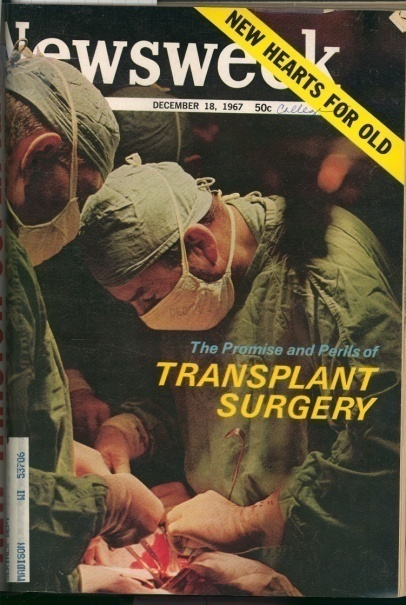 Newsweek
NEW HEARTS FOR OLD
DECEMBER 18, 1967 50c
The Promise and Perils of
TRANSPLANT
SURGERY
MADISON WI 53706